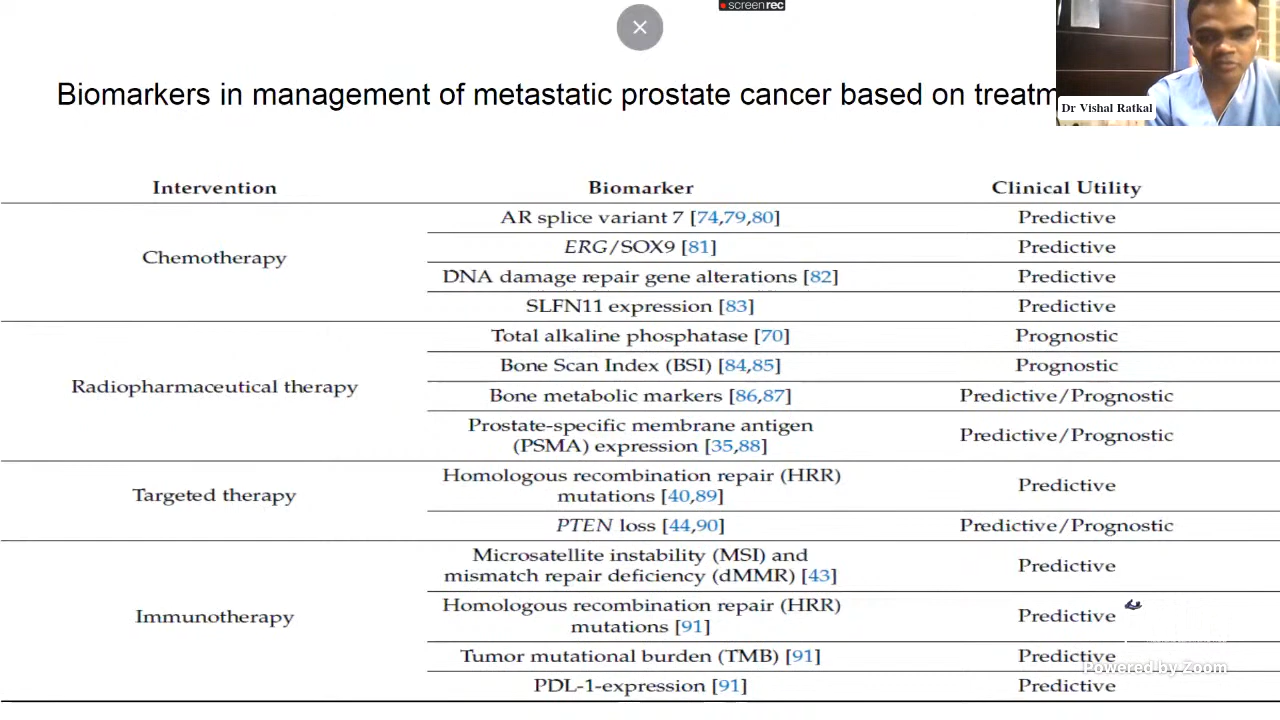 screenrec
Biomarkers in management of metastatic prostate cancer based on treatm
Dr Vishal Ratkal
Intervention Biomarker Clinical Utility
Chemotherapy
AR splice variant 7 [74,79,80] Predictive
ERG/SOX9 [81] Predictive
DNA damage repair gene alterations [82] Predictive
SLFN11 expression [83] Predictive
Radiopharmaceutical therapy
Total alkaline phosphatase [70] Prognostic
Bone Scan Index (BSI) [84,85] Prognostic
Bone metabolic markers [86,87] Predictive/Prognostic
Prostate-specific membrane antigen
(PSMA) expression [35,88] Predictive/Prognostic
Targeted therapy
Homologous recombination repair (HRR)
mutations [40,89] Predictive
PTEN loss [44,90] Predictive/Prognostic
Immunotherapy
Microsatellite instability (MSI) and
mismatch repair deficiency (dMMR) [43] Predictive
Homologous recombination repair (HRR)
mutations [91] Predictive
Tumor mutational burden (TMB) [91] Predictive
PDL-1-expression [91] Predictive
Powered by Zoom